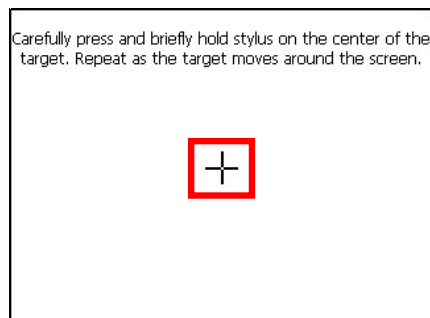 Carefully press and briefly hold stylus on the center of the
target. Repeat as the target moves around the screen.